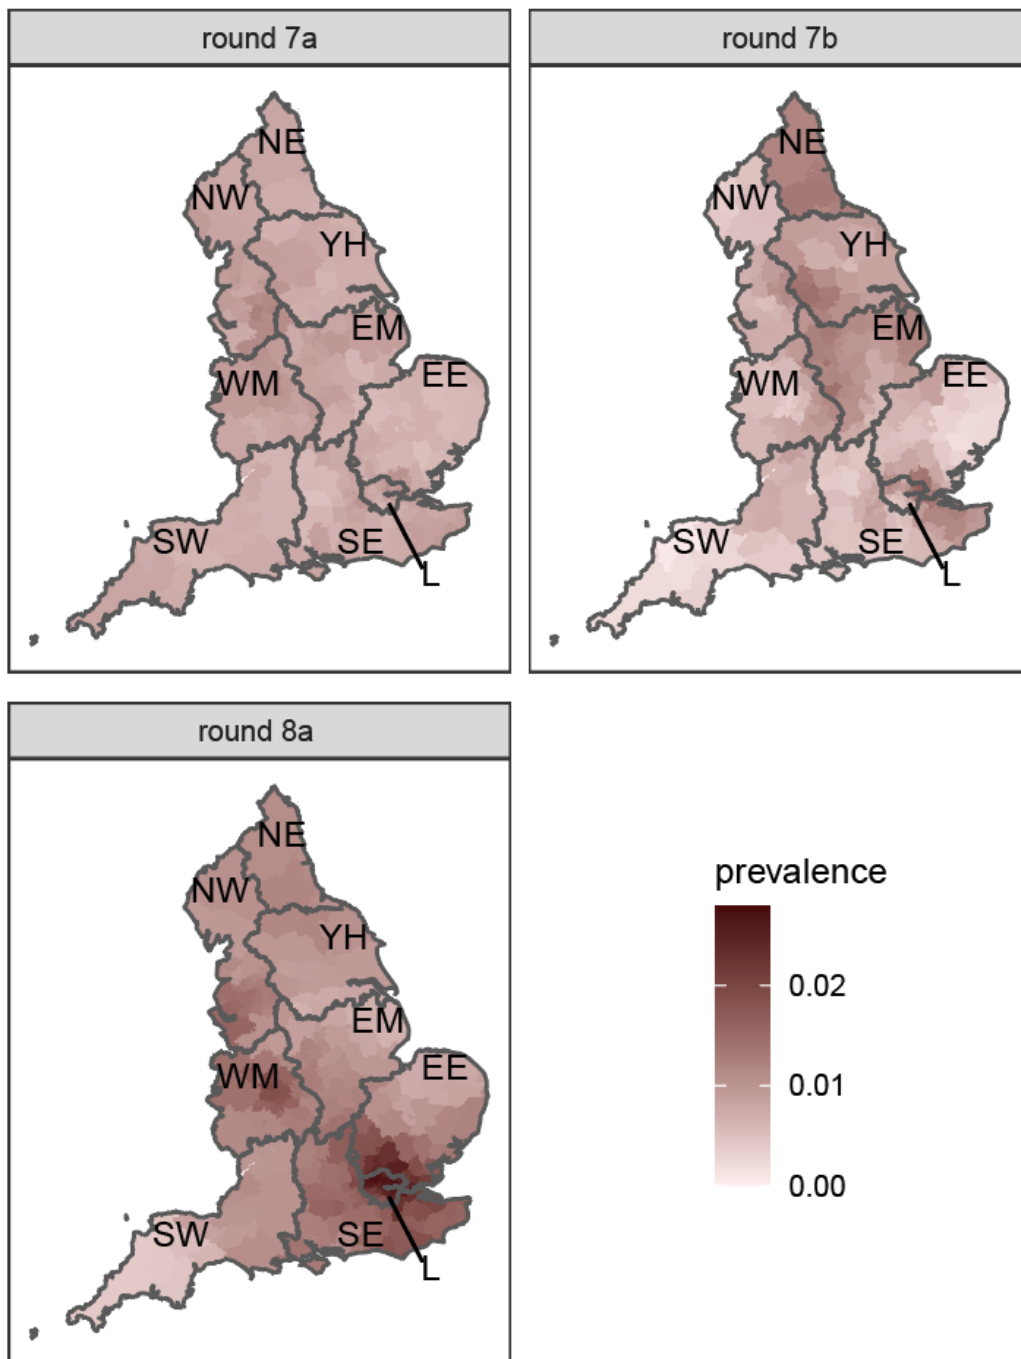 round 7a
round 7b
NE
NW
YH
EM
WM
EE
SW
SE
L
NE
NW
YH
EM
WM
EE
SW
SE
L
round 8a
NE
NW
YH
EM
WM
EE
SW
SE
L
prevalence
0.02
0.01
0.00